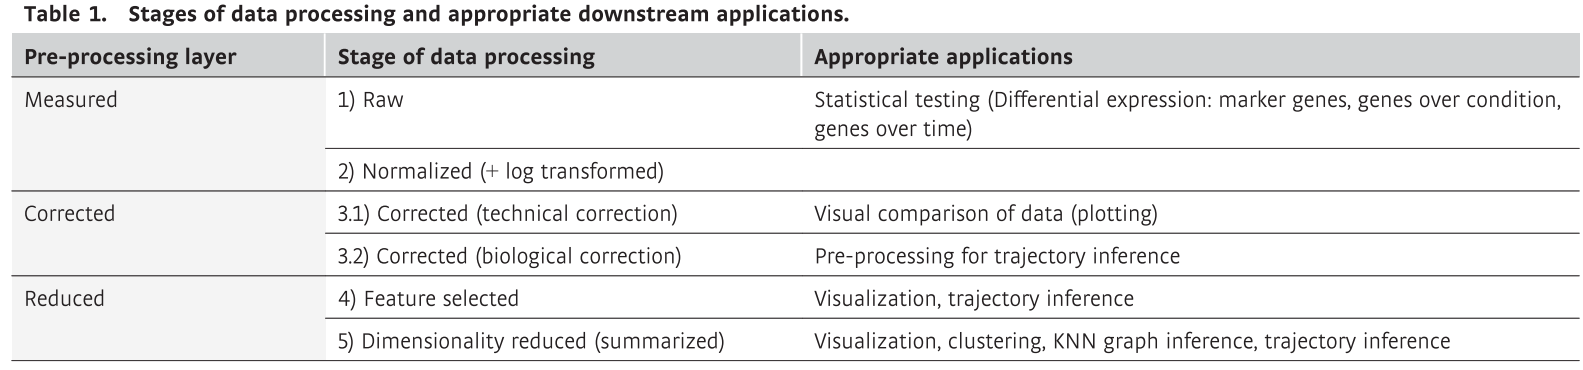 Table 1. Stages of data processing and appropriate downstream applications.
Pre-processing layer Stage of data processing Appropriate applications
Measured 1) Raw Statistical testing (Differential expression: marker genes, genes over condition,
genes over time)
2) Normalized (+ log transformed)
Corrected 3.1) Corrected (technical correction) Visual comparison of data (plotting)
3.2) Corrected (biological correction) Pre-processing for trajectory inference
Reduced 4) Feature selected Visualization, trajectory inference
5) Dimensionality reduced (summarized) Visualization, clustering, KNN graph inference, trajectory inference